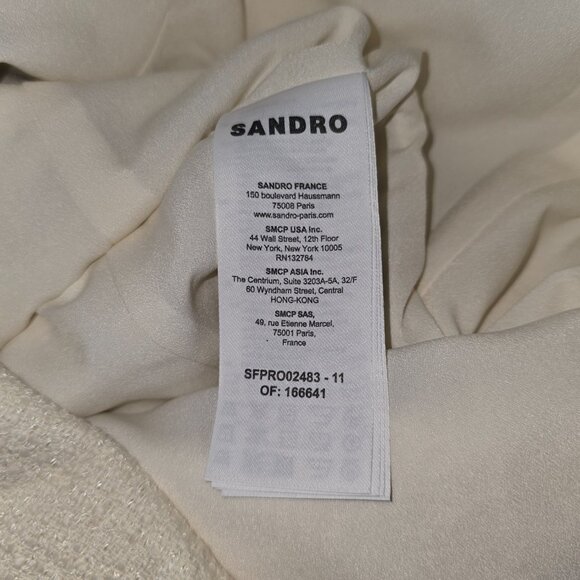 SANDRO
SANDRO FRANCE
150 boulevard Haussmann
75008 Paris
www.sandro-paris.com
SMCP USA Inc.
44 Wall Street, 12th Floor
New York, New York 10005
RN132784
SMCP ASIA Inc.
The Centrium, Suite 3203A-5A, 32/F
60 Wyndham Street, Central
HONG-KONG
SMCP SAS,
49, rue Etienne Marcel,
75001 Paris,
France
SFPRO02483 - 11
OF: 166641